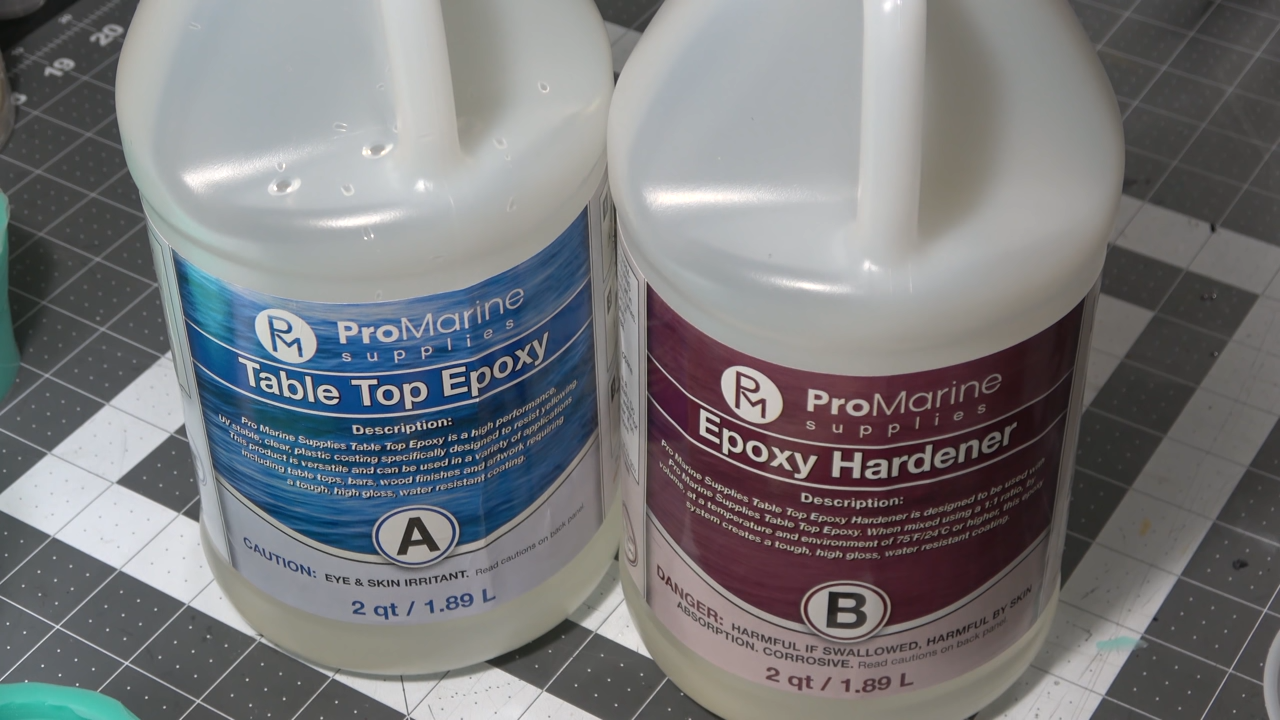 20
19
PM
ProMarine
supplies
Table Top Epoxy
Description:
Pro Marine Supplies Table Top Epoxy is a high performance,
UV stable, clear, plastic coating specifically designed to resist yellowing
This product is versatile and can be used in a variety of applications
including table tops, bars, wood finishes and artwork requiring
a tough, high gloss, water resistant coating.
A
CAUTION: EYE & SKIN IRRITANT. Read cautions on back panel.
2 qt / 1.89 L
PM
ProMarine
supplies
Epoxy Hardener
Description:
Pro Marine Supplies Table Top Epoxy Hardener is designed to be used with
Pro Marine Supplies Table Top Epoxy. When mixed using a 1:1 ratio, by
volume, at a temperature and environment of 75°F/24°C or higher, this epoxy
system creates a tough, high gloss, water resistant coating.
B
DANGER: HARMFUL IF SWALLOWED, HARMFUL BY SKIN
ABSORPTION. CORROSIVE. Read cautions on back panel.
2 qt / 1.89 L